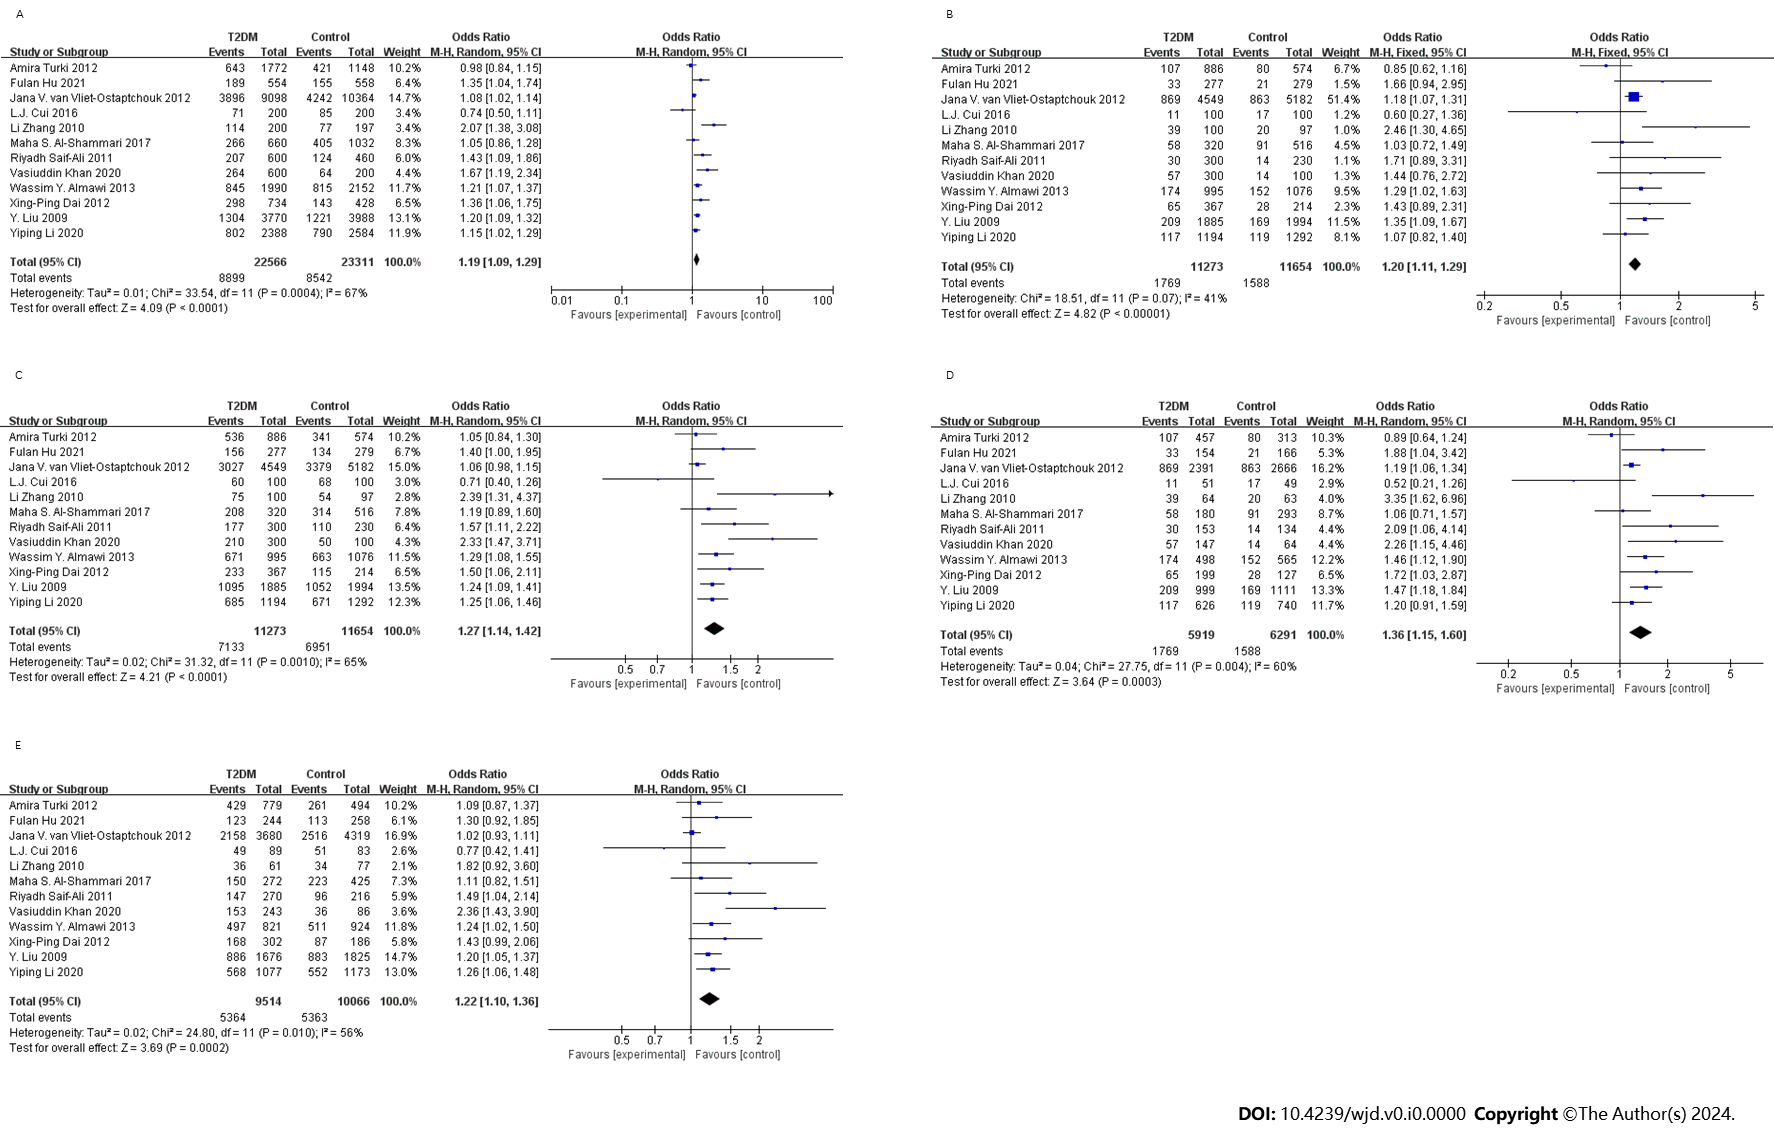 A
T2DM Control Odds Ratio Odds Ratio
Study or Subgroup Events Total Events Total Weight M-H, Random, 95% CI M-H, Random, 95% CI
Amira Turki 2012 643 1772 421 1148 10.2% 0.98 [0.84, 1.15]
Fulan Hu 2021 189 554 155 558 6.4% 1.35 [1.04, 1.74]
Jana V. van Vliet-Ostaptchouk 2012 3896 9098 4242 10364 14.7% 1.08 [1.02, 1.14]
L.J. Cui 2016 71 200 85 200 3.4% 0.74 [0.50, 1.11]
Li Zhang 2010 114 200 77 197 3.4% 2.07 [1.38, 3.08]
Maha S. Al-Shammari 2017 266 660 405 1032 8.3% 1.05 [0.86, 1.28]
Riyadh Saif-Ali 2011 207 600 124 460 6.0% 1.43 [1.09, 1.86]
Vasiuddin Khan 2020 264 600 64 200 4.7% 1.67 [1.19, 2.34]
Wassim Y. Almawi 2013 845 1990 815 2152 11.7% 1.21 [1.07, 1.37]
Xing-Ping Dai 2012 298 734 143 428 6.2% 1.36 [1.06, 1.75]
Y. Liu 2009 1304 3770 1221 3988 13.1% 1.20 [1.09, 1.32]
Yiping Li 2020 802 2388 790 2584 11.9% 1.15 [1.02, 1.29]
Total (95% CI) 22566 23311 100.0% 1.19 [1.09, 1.29]
Total events 8899 8542
Heterogeneity: Tau² = 0.01; Chi² = 33.54, df = 11 (P = 0.0004); I² = 67%
Test for overall effect: Z = 4.09 (P < 0.0001)
0.01 0.1 1 10 100
Favours [experimental] Favours [control]
B
T2DM Control Odds Ratio Odds Ratio
Study or Subgroup Events Total Events Total Weight M-H, Fixed, 95% CI M-H, Fixed, 95% CI
Amira Turki 2012 107 886 80 574 6.7% 0.85 [0.62, 1.16]
Fulan Hu 2021 33 277 21 279 1.4% 1.66 [0.94, 2.95]
Jana V. van Vliet-Ostaptchouk 2012 869 4549 863 5182 51.4% 1.18 [1.07, 1.31]
L.J. Cui 2016 11 100 17 100 1.2% 0.60 [0.27, 1.36]
Li Zhang 2010 39 100 20 97 1.0% 2.46 [1.30, 4.65]
Maha S. Al-Shammari 2017 58 320 91 516 4.5% 1.03 [0.72, 1.49]
Riyadh Saif-Ali 2011 30 300 14 230 1.1% 1.71 [0.89, 3.31]
Vasiuddin Khan 2020 57 300 14 100 1.3% 1.44 [0.76, 2.72]
Wassim Y. Almawi 2013 174 995 152 1076 9.5% 1.29 [1.02, 1.63]
Xing-Ping Dai 2012 65 367 28 214 2.3% 1.43 [0.89, 2.31]
Y. Liu 2009 209 1885 169 1994 11.5% 1.35 [1.09, 1.67]
Yiping Li 2020 117 1194 119 1292 8.1% 1.07 [0.82, 1.40]
Total (95% CI) 11273 11654 100.0% 1.20 [1.11, 1.29]
Total events 1769 1588
Heterogeneity: Chi² = 18.51, df = 11 (P = 0.07); I² = 41%
Test for overall effect: Z = 4.82 (P < 0.00001)
0.2 0.5 1 2 5
Favours [experimental] Favours [control]
C
T2DM Control Odds Ratio Odds Ratio
Study or Subgroup Events Total Events Total Weight M-H, Random, 95% CI M-H, Random, 95% CI
Amira Turki 2012 536 886 341 574 10.2% 1.05 [0.84, 1.30]
Fulan Hu 2021 156 277 134 279 6.7% 1.40 [1.00, 1.95]
Jana V. van Vliet-Ostaptchouk 2012 3027 4549 3379 5182 15.0% 1.06 [0.98, 1.15]
L.J. Cui 2016 60 100 68 100 2.9% 0.71 [0.40, 1.26]
Li Zhang 2010 75 100 54 97 2.8% 2.39 [1.31, 4.37]
Maha S. Al-Shammari 2017 208 320 314 516 7.8% 1.19 [0.89, 1.60]
Riyadh Saif-Ali 2011 177 300 110 230 6.4% 1.57 [1.11, 2.22]
Vasiuddin Khan 2020 210 300 50 100 4.2% 2.33 [1.47, 3.71]
Wassim Y. Almawi 2013 671 995 663 1076 11.5% 1.29 [1.08, 1.55]
Xing-Ping Dai 2012 233 367 115 214 6.5% 1.50 [1.06, 2.11]
Y. Liu 2009 1095 1885 1052 1994 13.5% 1.24 [1.09, 1.41]
Yiping Li 2020 685 1194 671 1292 12.3% 1.25 [1.06, 1.46]
Total (95% CI) 11273 11654 100.0% 1.27 [1.14, 1.42]
Total events 7133 6951
Heterogeneity: Tau² = 0.02; Chi² = 31.32, df = 11 (P = 0.0010); I² = 65%
Test for overall effect: Z = 4.21 (P < 0.0001)
0.5 0.7 1 1.5 2
Favours [experimental] Favours [control]
D
T2DM Control Odds Ratio Odds Ratio
Study or Subgroup Events Total Events Total Weight M-H, Random, 95% CI M-H, Random, 95% CI
Amira Turki 2012 107 457 80 313 10.3% 0.89 [0.64, 1.24]
Fulan Hu 2021 33 154 21 166 5.2% 1.88 [1.04, 3.42]
Jana V. van Vliet-Ostaptchouk 2012 869 2391 863 2666 16.2% 1.19 [1.06, 1.34]
L.J. Cui 2016 11 51 17 49 2.9% 0.52 [0.21, 1.26]
Li Zhang 2010 39 64 20 63 4.0% 3.35 [1.62, 6.96]
Maha S. Al-Shammari 2017 58 180 91 293 8.7% 1.06 [0.71, 1.57]
Riyadh Saif-Ali 2011 30 153 14 134 4.4% 2.09 [1.06, 4.14]
Vasiuddin Khan 2020 57 147 14 64 4.4% 2.26 [1.15, 4.46]
Wassim Y. Almawi 2013 174 498 152 565 12.2% 1.46 [1.12, 1.90]
Xing-Ping Dai 2012 65 199 28 127 6.5% 1.72 [1.03, 2.87]
Y. Liu 2009 209 999 169 1111 13.3% 1.47 [1.18, 1.84]
Yiping Li 2020 117 626 119 740 11.7% 1.20 [0.91, 1.59]
Total (95% CI) 5919 6291 100.0% 1.36 [1.15, 1.60]
Total events 1769 1588
Heterogeneity: Tau² = 0.04; Chi² = 27.75, df = 11 (P = 0.004); I² = 60%
Test for overall effect: Z = 3.64 (P = 0.0003)
0.2 0.5 1 2 5
Favours [experimental] Favours [control]
E
T2DM Control Odds Ratio Odds Ratio
Study or Subgroup Events Total Events Total Weight M-H, Random, 95% CI M-H, Random, 95% CI
Amira Turki 2012 429 779 261 494 10.2% 1.09 [0.87, 1.37]
Fulan Hu 2021 123 244 113 258 6.1% 1.30 [0.92, 1.85]
Jana V. van Vliet-Ostaptchouk 2012 2158 3680 2516 4319 16.9% 1.02 [0.93, 1.11]
L.J. Cui 2016 49 89 51 83 2.6% 0.77 [0.42, 1.41]
Li Zhang 2010 36 61 34 77 2.1% 1.82 [0.92, 3.60]
Maha S. Al-Shammari 2017 150 272 223 425 7.3% 1.11 [0.82, 1.51]
Riyadh Saif-Ali 2011 147 270 96 216 5.9% 1.49 [1.04, 2.14]
Vasiuddin Khan 2020 153 243 36 86 3.6% 2.36 [1.43, 3.90]
Wassim Y. Almawi 2013 497 821 511 924 11.8% 1.24 [1.02, 1.50]
Xing-Ping Dai 2012 168 302 87 186 5.8% 1.43 [0.99, 2.06]
Y. Liu 2009 886 1676 883 1825 14.7% 1.20 [1.05, 1.37]
Yiping Li 2020 568 1077 552 1173 13.0% 1.26 [1.06, 1.48]
Total (95% CI) 9514 10066 100.0% 1.22 [1.10, 1.36]
Total events 5364 5363
Heterogeneity: Tau² = 0.02; Chi² = 24.80, df = 11 (P = 0.010); I² = 56%
Test for overall effect: Z = 3.69 (P = 0.0002)
0.5 0.7 1 1.5 2
Favours [experimental] Favours [control]
DOI: 10.4239/wjd.v0.i0.0000 Copyright ©The Author(s) 2024.